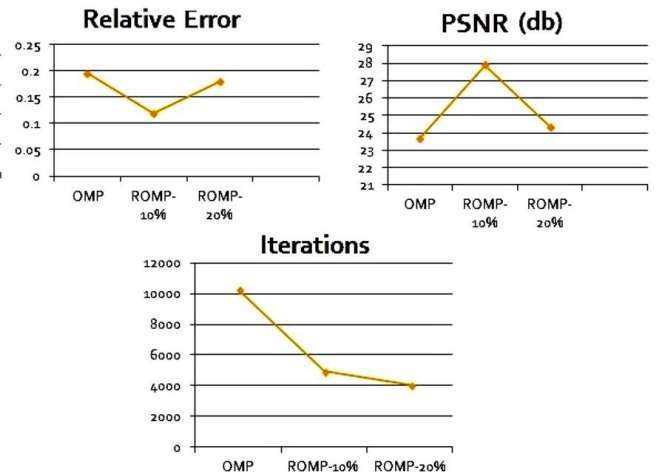 Relative Error
0.25
0.2
0.15
0.1
0.05
0
OMP
ROMP-
10%
ROMP-
20%
PSNR (db)
29
28
27
26
25
24
23
22
21
OMP
ROMP-
10%
ROMP-
20%
Iterations
12000
10000
8000
6000
4000
2000
0
OMP
ROMP-10%
ROMP-20%